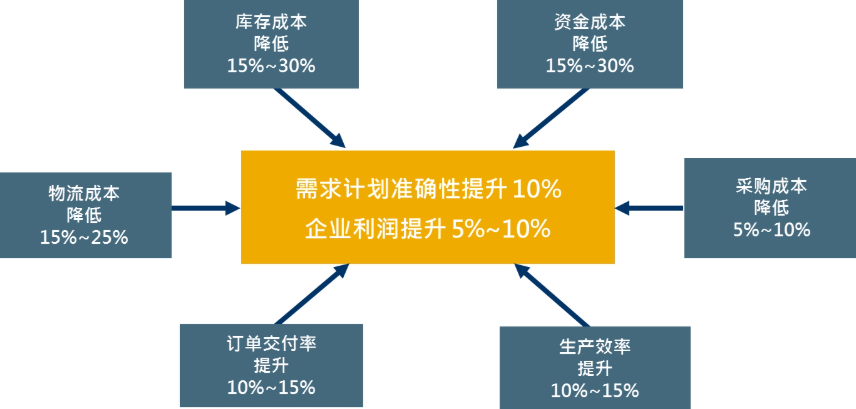 库存成本
降低
15%~30%
资金成本
降低
15%~30%
物流成本
降低
15%~25%
需求计划准确性提升10%
企业利润提升5%~10%
采购成本
降低
5%~10%
订单交付率
提升
10%~15%
生产效率
提升
10%~15%